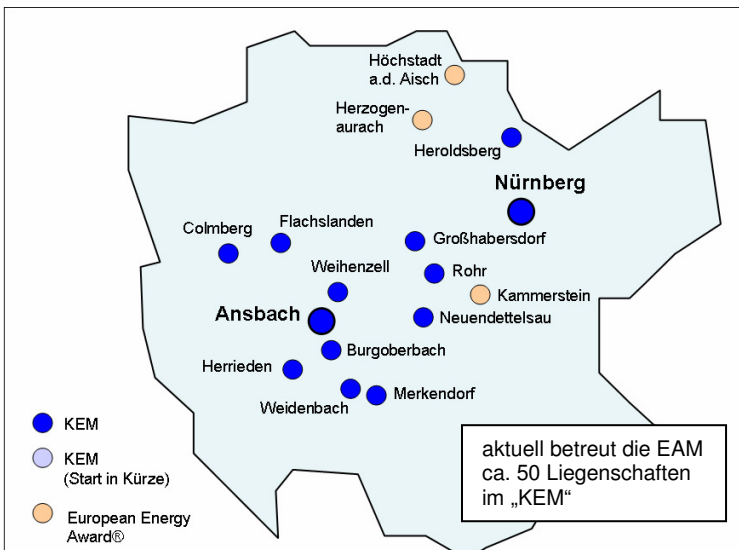 Höchstadt
a.d. Aisch
Herzogen-
aurach
Heroldsberg
Nürnberg
Colmberg
Flachslanden
Großhabersdorf
Weihenzell
Rohr
Kammerstein
Ansbach
Neuendettelsau
Burgoberbach
Herrieden
Weidenbach
Merkendorf
KEM
KEM
(Start in Kürze)
European Energy
Award®
aktuell betreut die EAM
ca. 50 Liegenschaften
im „KEM“